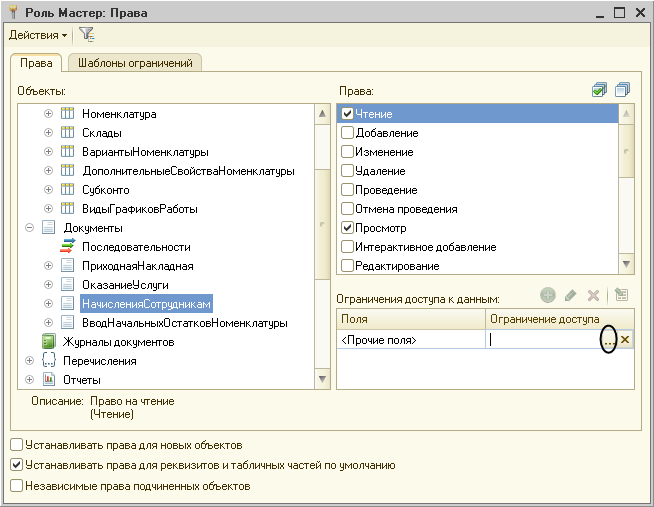 Роль Мастер: Права
Действия
Права
Шаблоны ограничений
Объекты:
Номенклатура
Склады
ВариантыНоменклатуры
ДополнительныеСвойстваНоменклатуры
Субконто
ВидыГрафиковРаботы
Документы
Последовательности
ПриходнаяНакладная
ОказаниеУслуги
НачисленияСотрудникам
ВводНачальныхОстатковНоменклатуры
Журналы документов
Перечисления
Отчеты
Права:
Чтение
Добавление
Изменение
Удаление
Проведение
Отмена проведения
Просмотр
Интерактивное добавление
Редактирование
Ограничения доступа к данным:
Поля Ограничение доступа
<Прочие поля> ...
Описание: Право на чтение
(Чтение)
Устанавливать права для новых объектов
Устанавливать права для реквизитов и табличных частей по умолчанию
Независимые права подчиненных объектов